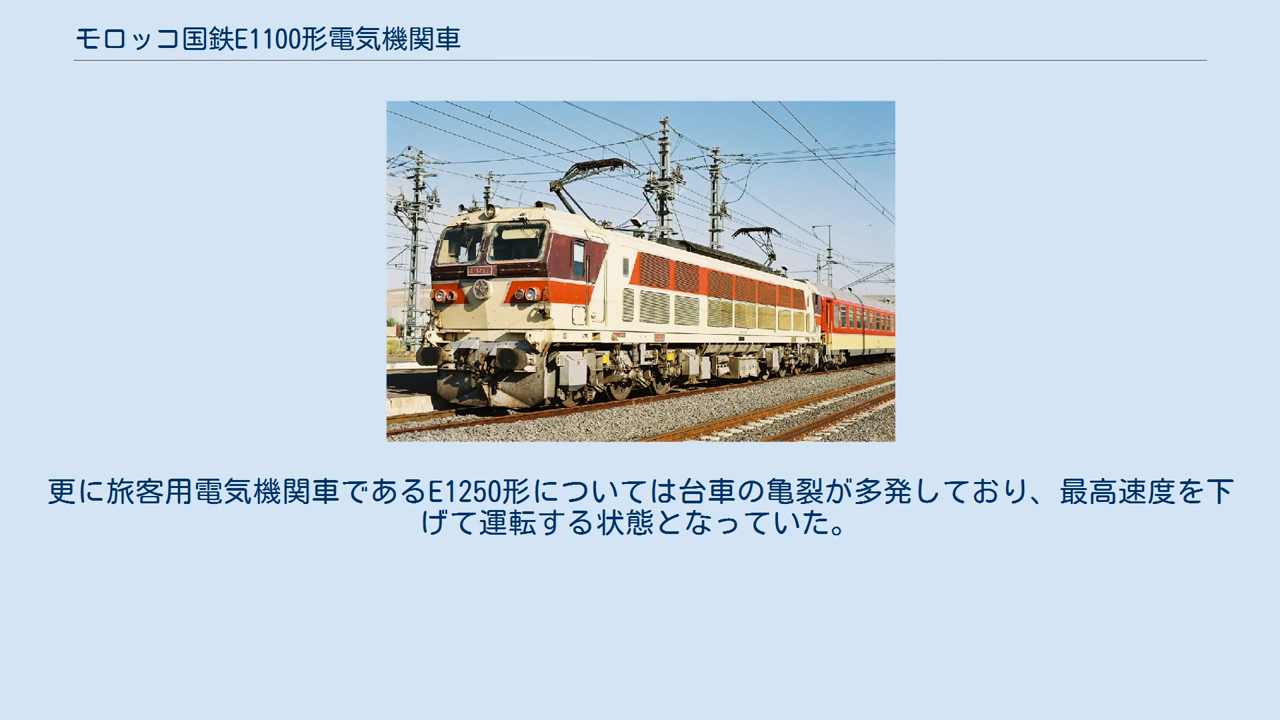 モロッコ国鉄E1100形電気機関車
更に旅客用電気機関車であるE1250形については台車の亀裂が多発しており、最高速度を下
げて運転する状態となっていた。